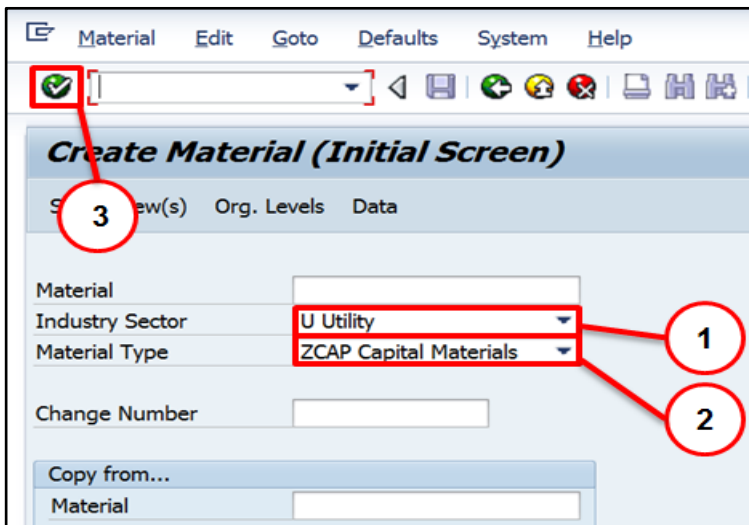 Material Edit Goto Defaults System Help
Create Material (Initial Screen)
3 Org. Levels Data
Material
Industry Sector U Utility 1
Material Type ZCAP Capital Materials
2
Change Number
Copy from...
Material